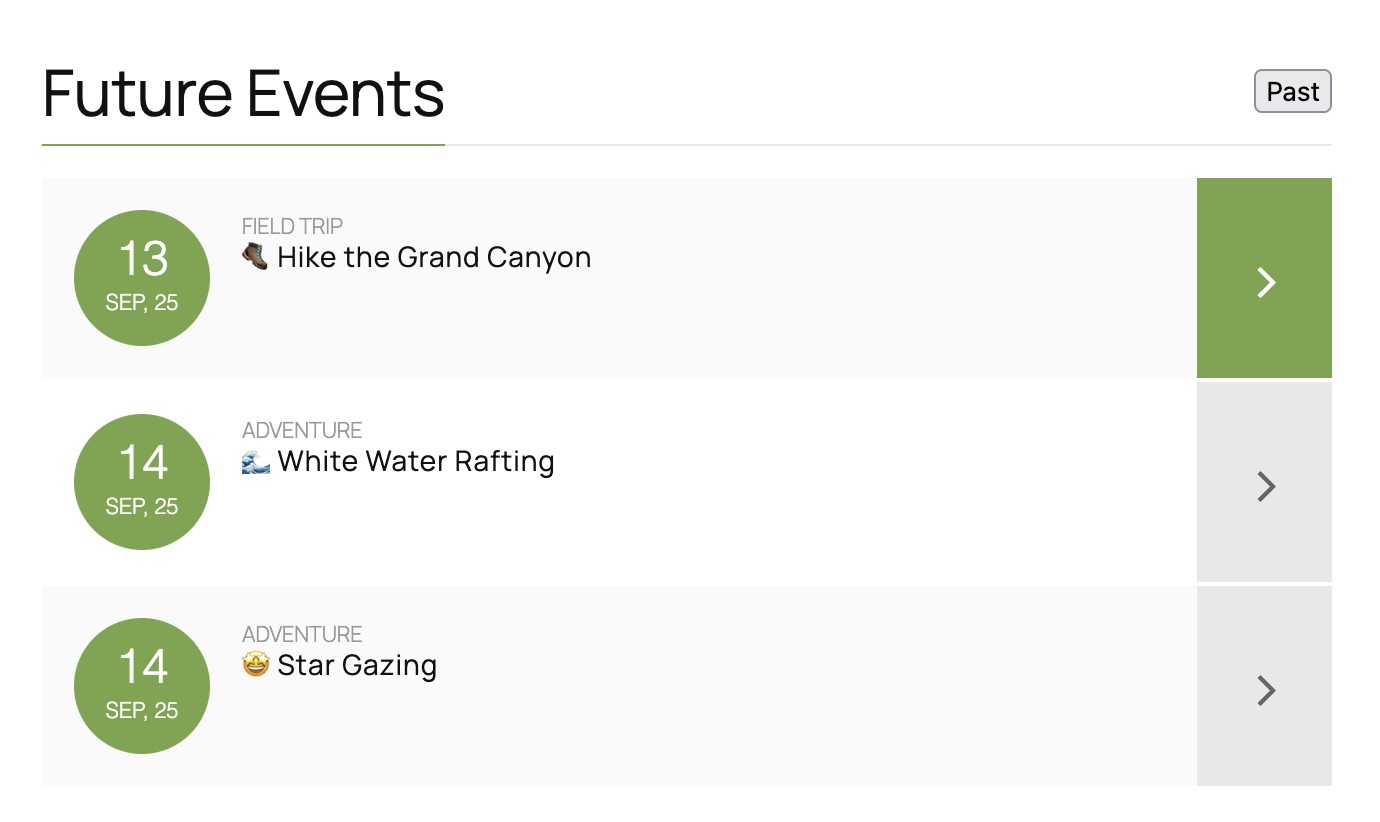 Future Events
Past
13
SEP, 25
FIELD TRIP
🥾 Hike the Grand Canyon
14
SEP, 25
ADVENTURE
🌊 White Water Rafting
14
SEP, 25
ADVENTURE
🤩 Star Gazing